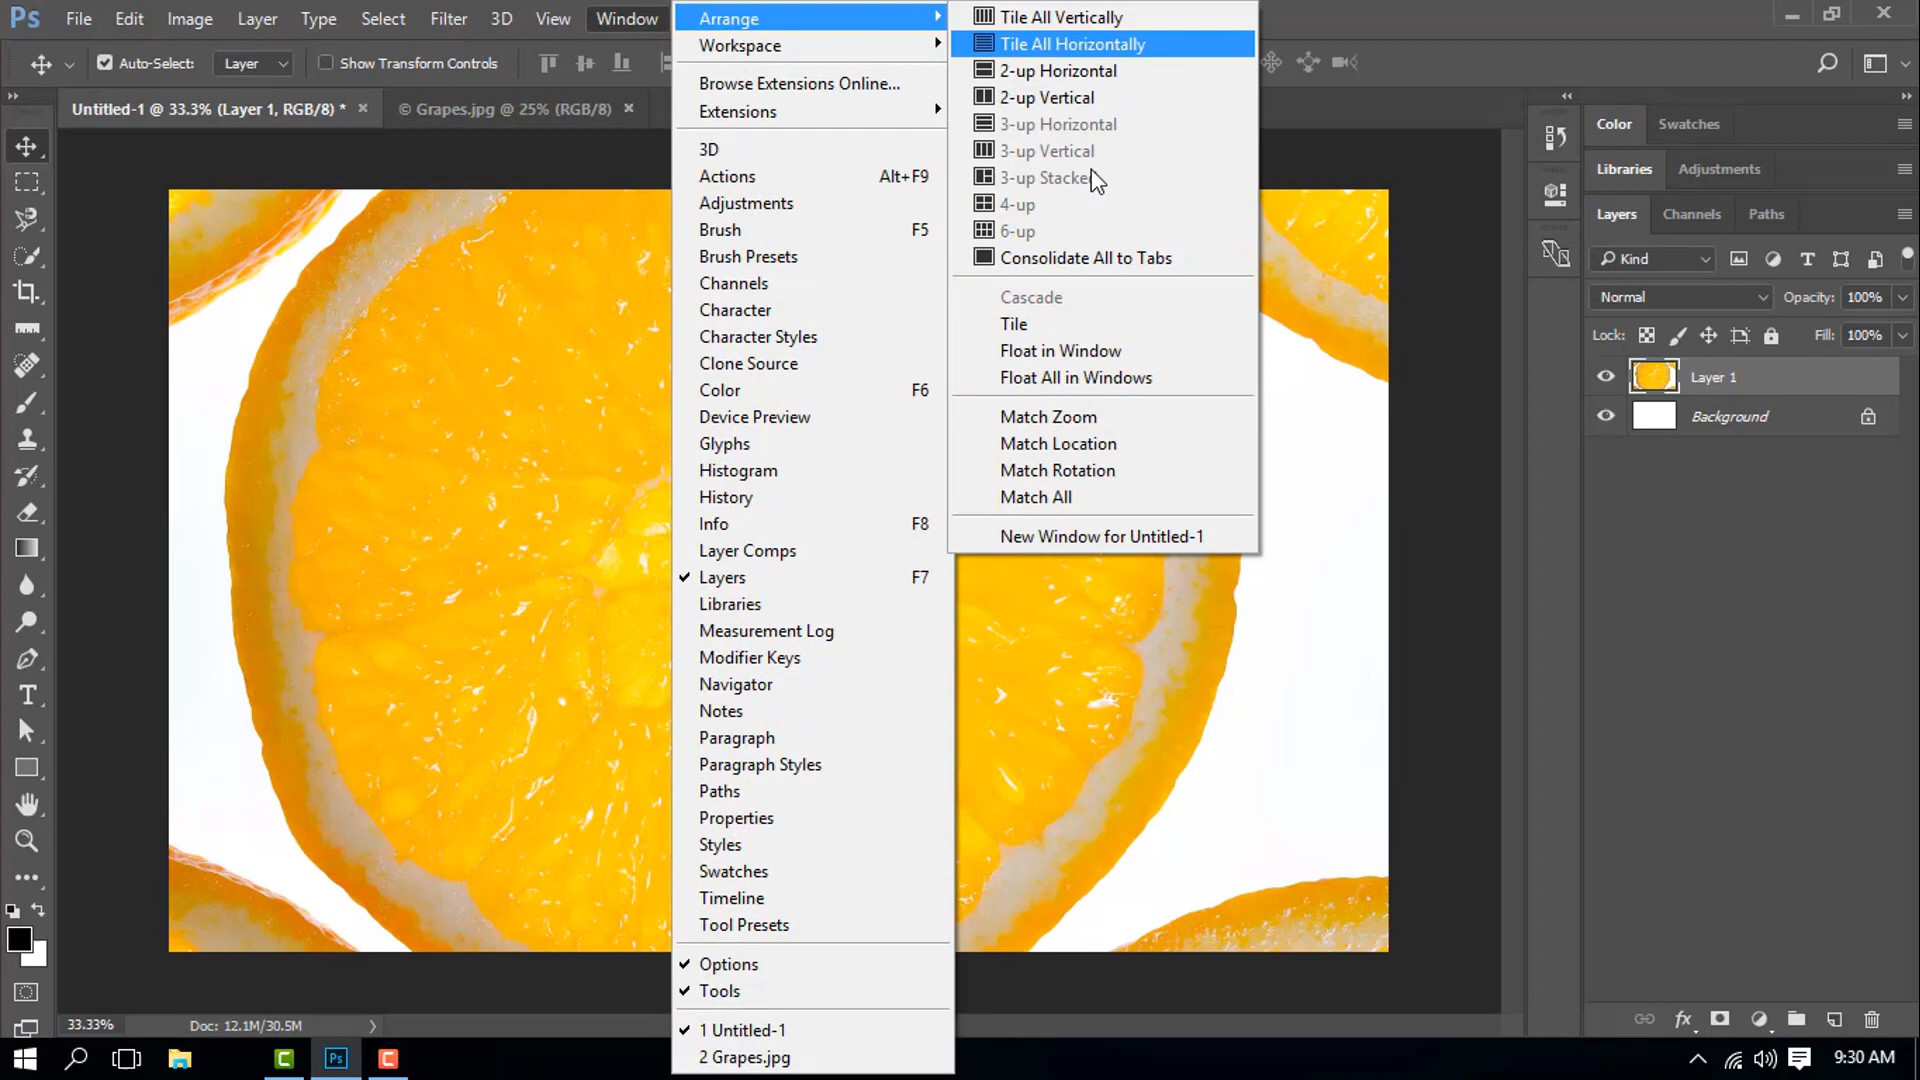 Ps File Edit Image Layer Type Select Filter 3D View Window
Auto-Select: Layer Show Transform Controls
Untitled-1 @ 33.3% (Layer 1, RGB/8) * × © Grapes.jpg @ 25% (RGB/8) ×
Arrange
Workspace
Browse Extensions Online...
Extensions
3D
Actions Alt+F9
Adjustments
Brush F5
Brush Presets
Channels
Character
Character Styles
Clone Source
Color F6
Device Preview
Glyphs
Histogram
History
Info F8
Layer Comps
Layers F7
Libraries
Measurement Log
Modifier Keys
Navigator
Notes
Paragraph
Paragraph Styles
Paths
Properties
Styles
Swatches
Timeline
Tool Presets
Options
Tools
1 Untitled-1
2 Grapes.jpg
Tile All Vertically
Tile All Horizontally
2-up Horizontal
2-up Vertical
3-up Horizontal
3-up Vertical
3-up Stacked
4-up
6-up
Consolidate All to Tabs
Cascade
Tile
Float in Window
Float All in Windows
Match Zoom
Match Location
Match Rotation
Match All
New Window for Untitled-1
Color Swatches
Libraries Adjustments
Layers Channels Paths
Kind
Normal Opacity: 100%
Lock: Fill: 100%
Layer 1
Background
fx
33.33% Doc: 12.1M/30.5M
Ps 9:30 AM